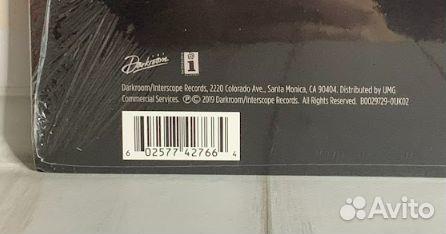 Darkroom
i
Darkroom/Interscope Records, 2220 Colorado Ave., Santa Monica, CA 90404. Distributed by UMG
Commercial Services. ℗© 2019 Darkroom/Interscope Records. All Rights Reserved. B0029729-0UK02
6 02577 42766 4
Avito